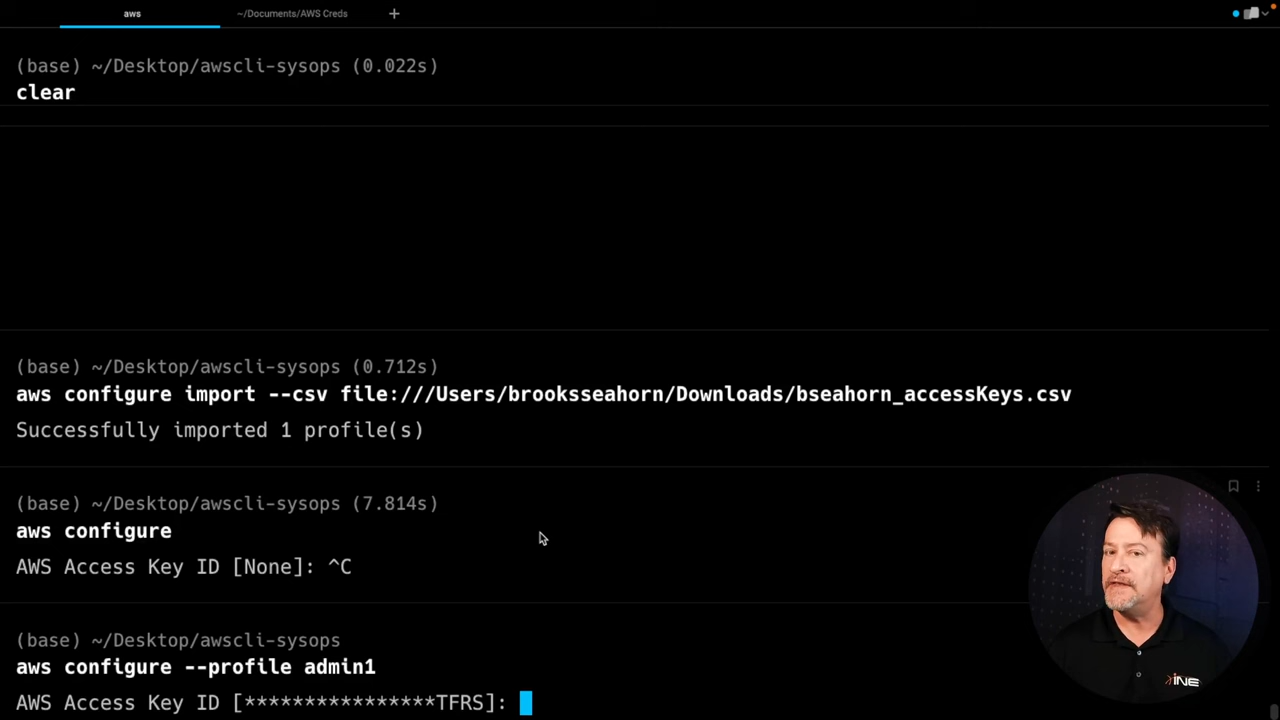 aws
~/Documents/AWS Creds
+
(base) ~/Desktop/awscli-sysops (0.022s)
clear
(base) ~/Desktop/awscli-sysops (0.712s)
aws configure import --csv file:///Users/brooksseahorn/Downloads/bseahorn_accessKeys.csv
Successfully imported 1 profile(s)
(base) ~/Desktop/awscli-sysops (7.814s)
aws configure
AWS Access Key ID [None]: ^C
(base) ~/Desktop/awscli-sysops
aws configure --profile admin1
AWS Access Key ID [****************TFRS]:
INE